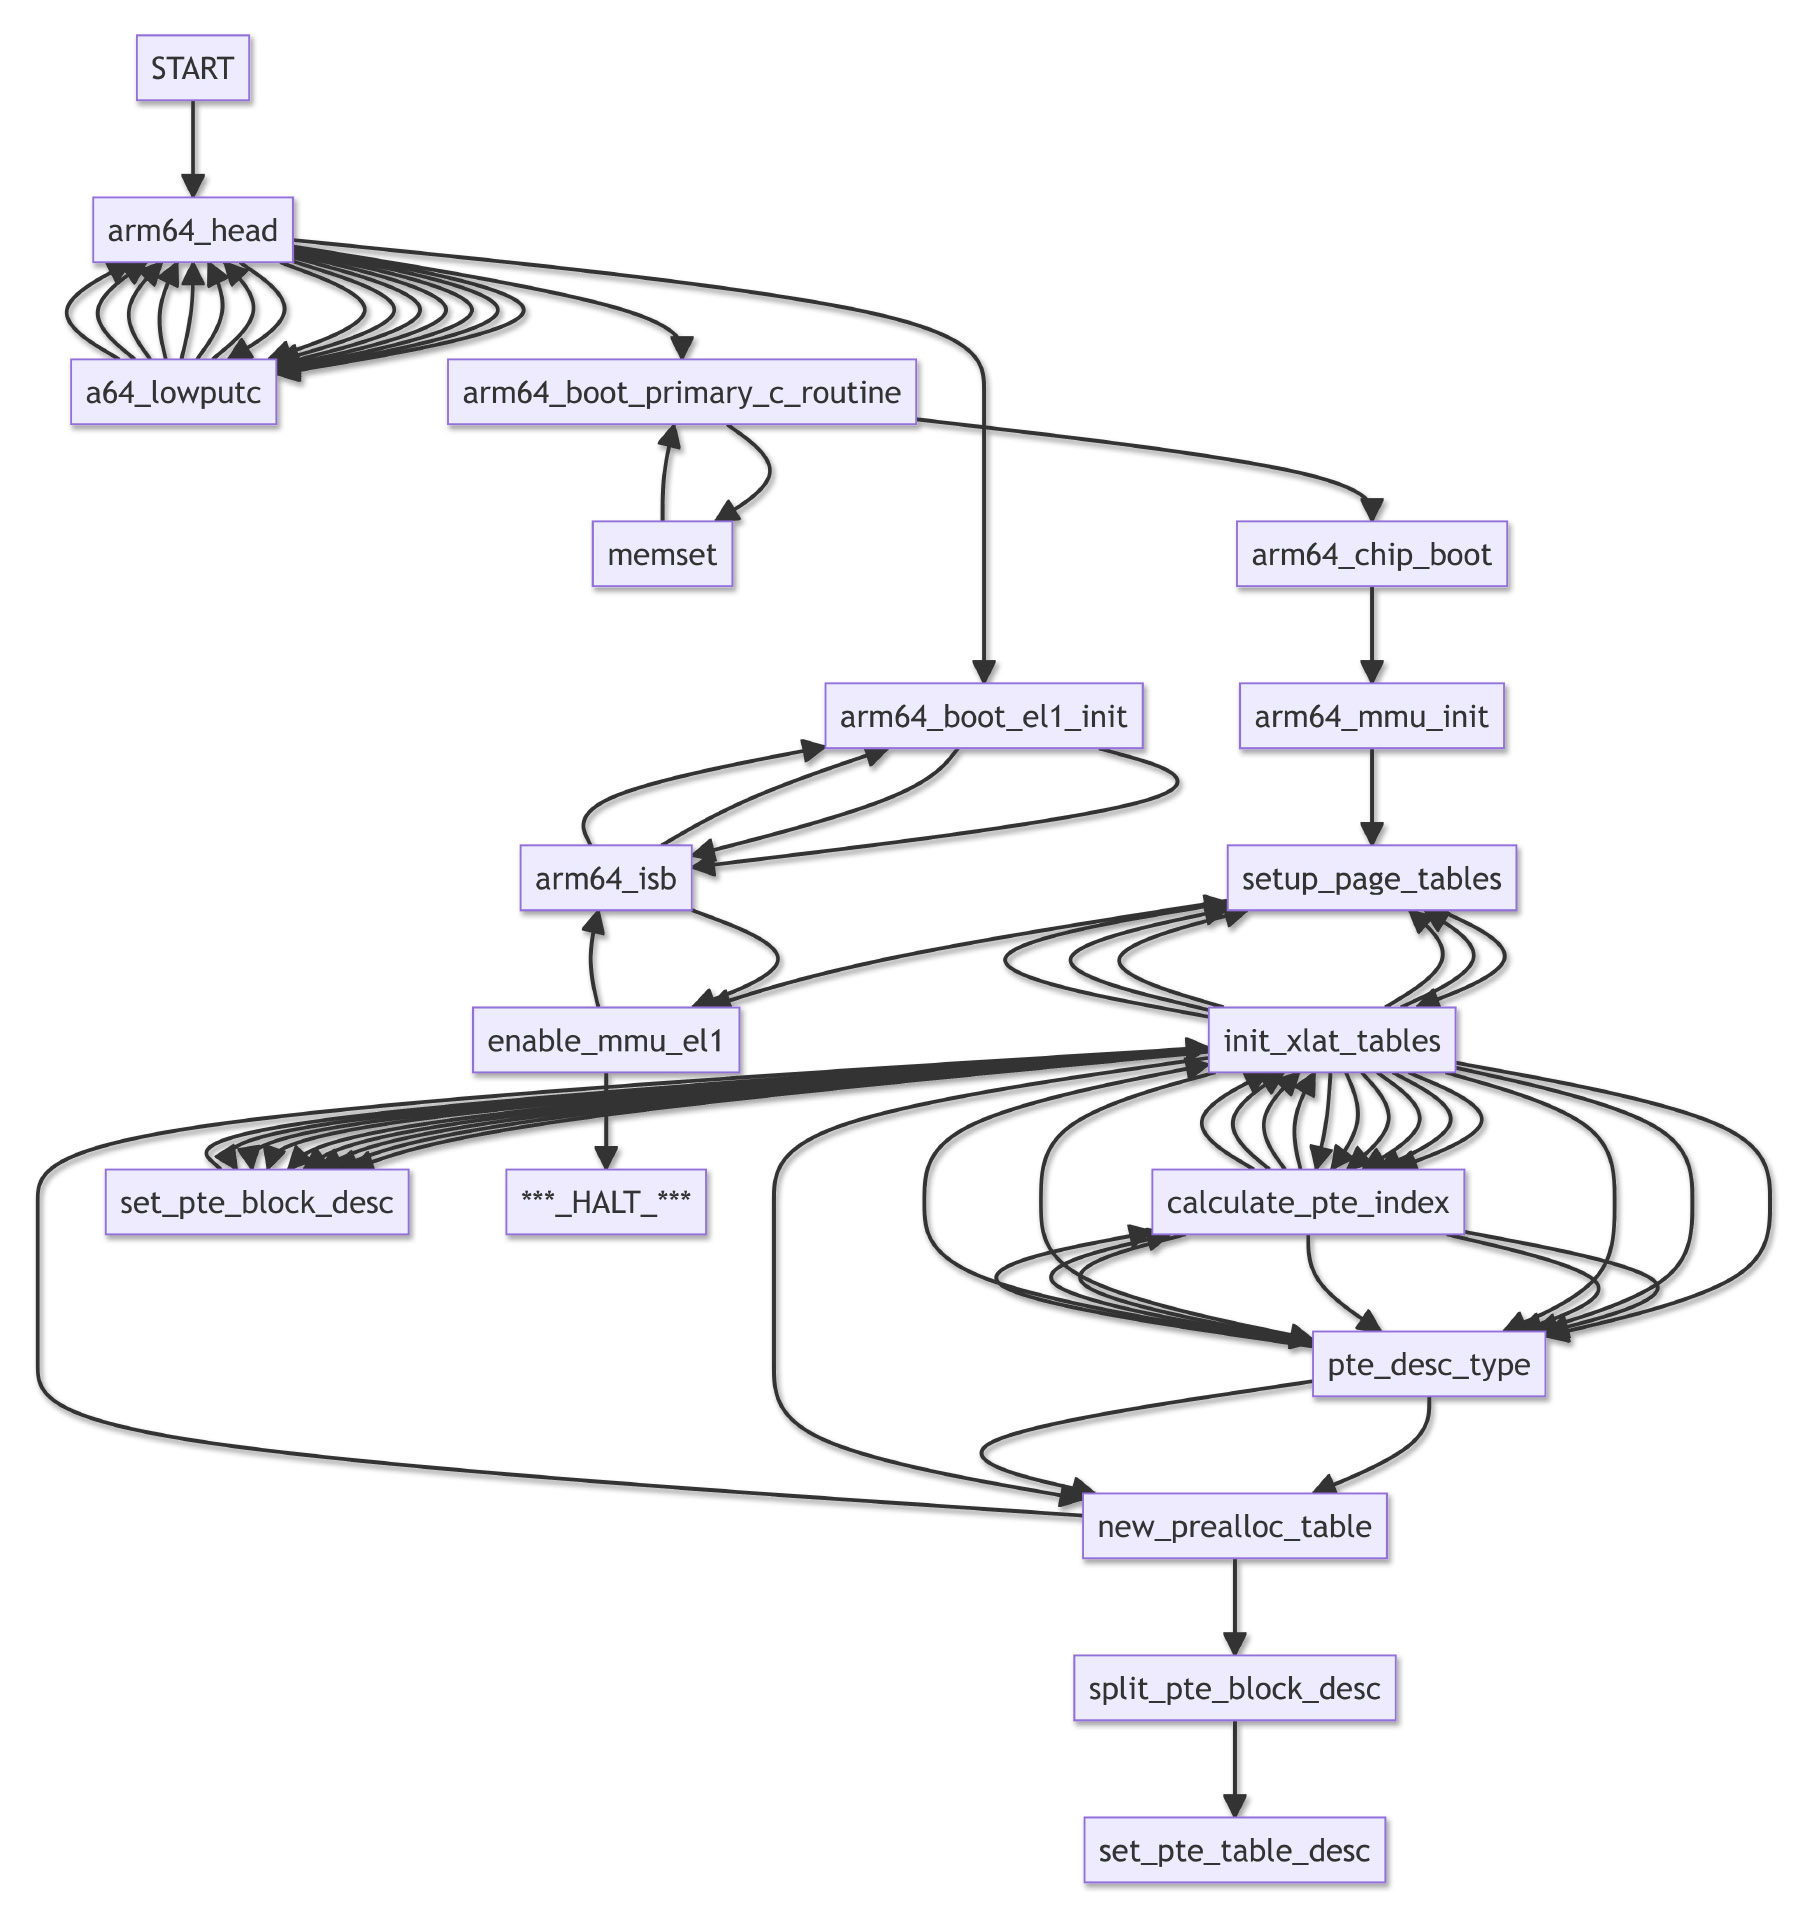 START
arm64_head
a64_lowputc
arm64_boot_primary_c_routine
memset
arm64_chip_boot
arm64_boot_el1_init
arm64_mmu_init
arm64_isb
setup_page_tables
enable_mmu_el1
init_xlat_tables
set_pte_block_desc
***_HALT_***
calculate_pte_index
pte_desc_type
new_prealloc_table
split_pte_block_desc
set_pte_table_desc